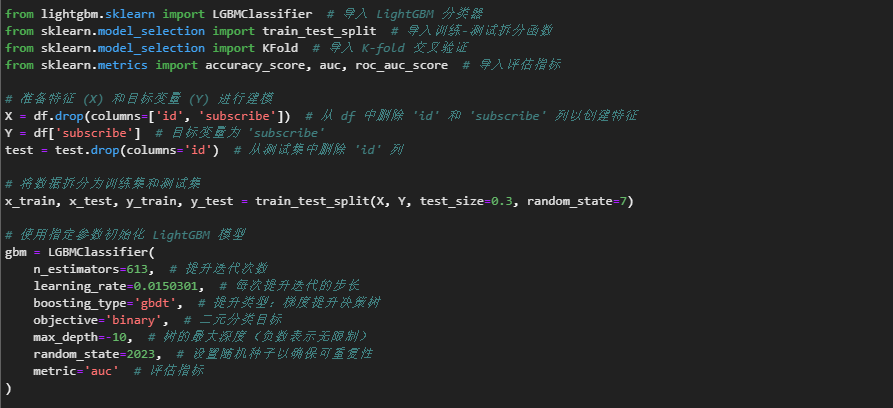 from lightgbm.sklearn import LGBMClassifier  # 导入 LightGBM 分类器
from sklearn.model_selection import train_test_split  # 导入训练-测试拆分函数
from sklearn.model_selection import KFold  # 导入 K-fold 交叉验证
from sklearn.metrics import accuracy_score, auc, roc_auc_score  # 导入评估指标
# 准备特征 (X) 和目标变量 (Y) 进行建模
X = df.drop(columns=['id', 'subscribe'])  # 从 df 中删除 'id' 和 'subscribe' 列以创建特征
Y = df['subscribe']  # 目标变量为 'subscribe'
test = test.drop(columns='id')  # 从测试集中删除 'id' 列
# 将数据拆分为训练集和测试集
x_train, x_test, y_train, y_test = train_test_split(X, Y, test_size=0.3, random_state=7)
# 使用指定参数初始化 LightGBM 模型
gbm = LGBMClassifier(
    n_estimators=613,  # 提升迭代次数
    learning_rate=0.0150301,  # 每次提升迭代的步长
    boosting_type='gbdt',  # 提升类型：梯度提升决策树
    objective='binary',  # 二元分类目标
    max_depth=-10,  # 树的最大深度（负数表示无限制）
    random_state=2023,  # 设置随机种子以确保可重复性
    metric='auc'  # 评估指标
)